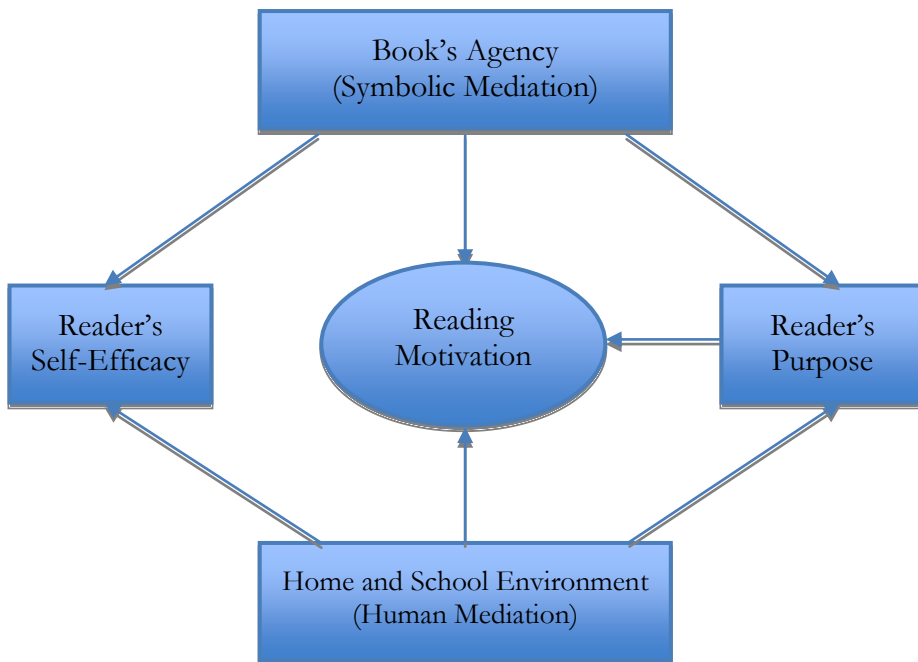 Book’s Agency
(Symbolic Mediation)
Reader’s
Self-Efficacy
Reading
Motivation
Reader’s
Purpose
Home and School Environment
(Human Mediation)